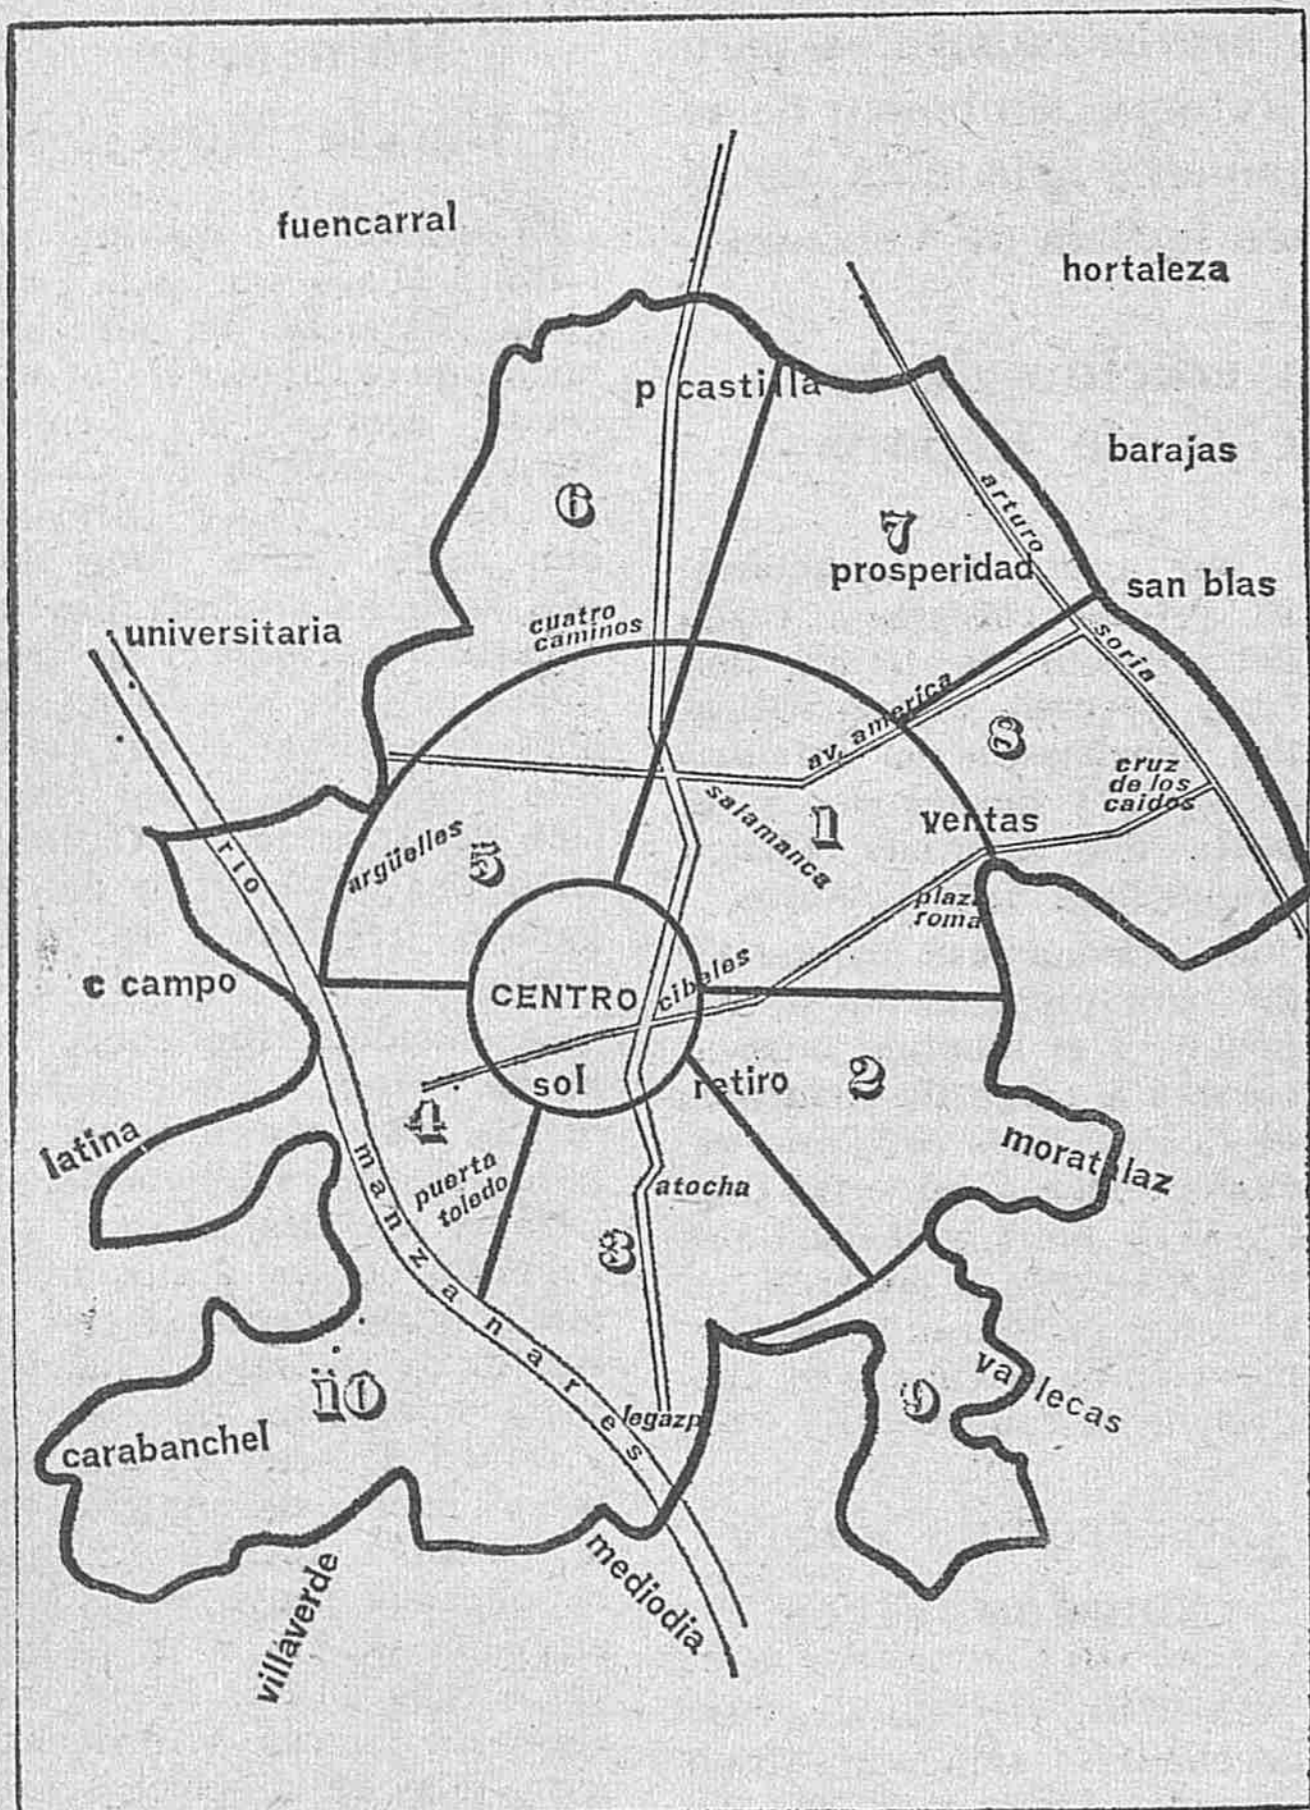 fuencarral
hortaleza
p castilla
barajas
6
arturo
7
prosperidad
san blas
cuatro
caminos
universitaria
soria
av. america
8
cruz
de los
caidos
salamanca
1
ventas
argüelles
5
rio
plaza
roma
c campo
CENTRO
cibeles
sol
retiro
2
4
latina
manzanares
moratalaz
puerta
toledo
atocha
3
vallecas
10
9
legazpi
carabanchel
villaverde
mediodia